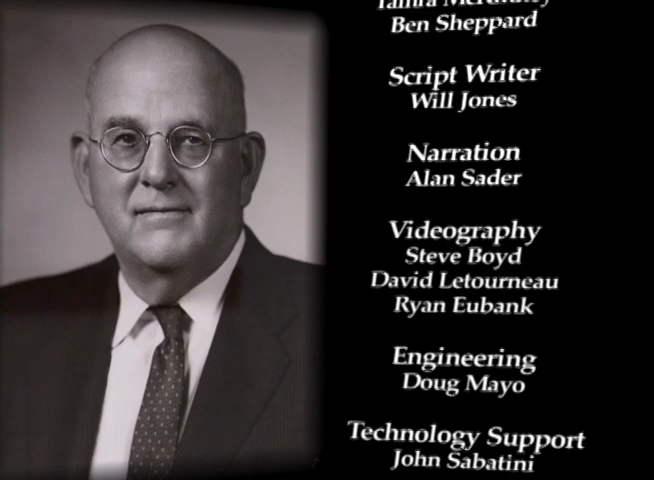 Ben Sheppard
Script Writer
Will Jones
Narration
Alan Sader
Videography
Steve Boyd
David Letourneau
Ryan Eubank
Engineering
Doug Mayo
Technology Support
John Sabatini